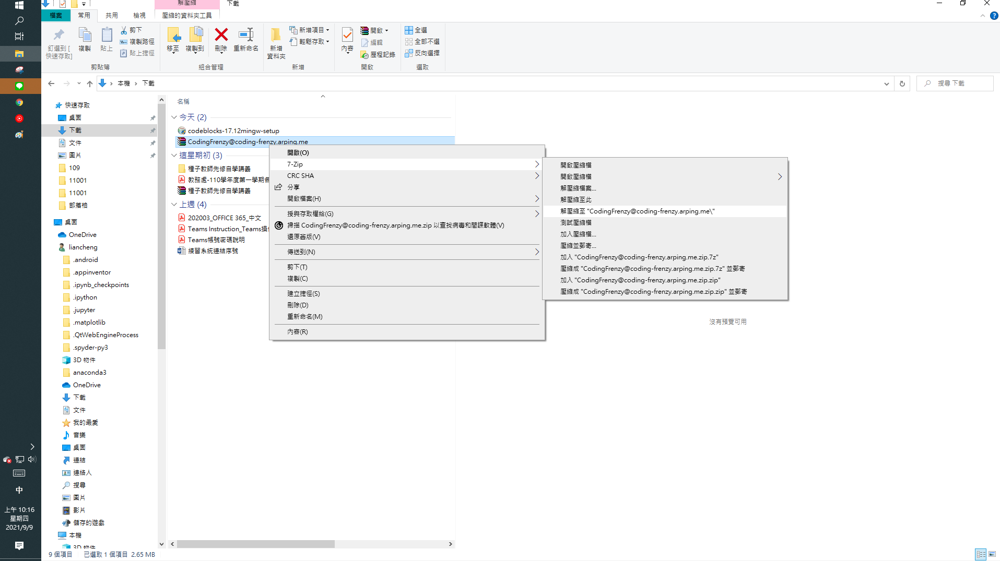 解壓縮
下載
檔案
常用
共用
檢視
壓縮的資料夾工具
釘選到 [
快速存取]
複製
貼上
剪下
複製路徑
貼上捷徑
剪貼簿
移至
複製到
刪除
重新命名
組合管理
新增
資料夾
新增項目
輕鬆存取
新增
內容
開啟
編輯
歷程記錄
開啟
全選
全部不選
反向選擇
選取
本機 › 下載
搜尋 下載
快速存取
桌面
下載
文件
圖片
109
11001
11001
部落格
桌面
OneDrive
liancheng
.android
.appinventor
.ipynb_checkpoints
.ipython
.jupyter
.matplotlib
.QtWebEngineProcess
.spyder-py3
3D 物件
anaconda3
OneDrive
下載
文件
我的最愛
音樂
桌面
連結
連絡人
搜尋
圖片
影片
儲存的遊戲
本機
3D 物件
名稱
今天 (2)
codeblocks-17.12mingw-setup
CodingFrenzy@coding-frenzy.arping.me
這星期初 (3)
種子教師先修自學講義
教務處-110學年度第一學期各
種子教師先修自學講義
上週 (4)
202003_OFFICE 365_中文
Teams Instruction_Teams操
Teams帳號密碼說明
練習系統連結序號
開啟(O)
7-Zip
CRC SHA
分享
開啟檔案(H)
授與存取權給(G)
掃描 CodingFrenzy@coding-frenzy.arping.me.zip 以查找病毒和間諜軟體(V)
還原舊版(V)
傳送到(N)
剪下(T)
複製(C)
建立捷徑(S)
刪除(D)
重新命名(M)
內容(R)
開啟壓縮檔
開啟壓縮檔
解壓縮檔案...
解壓縮至此
解壓縮至 "CodingFrenzy@coding-frenzy.arping.me\"
測試壓縮檔
加入壓縮檔...
壓縮並郵寄...
加入 "CodingFrenzy@coding-frenzy.arping.me.zip.7z"
壓縮成 "CodingFrenzy@coding-frenzy.arping.me.zip.7z" 並郵寄
加入 "CodingFrenzy@coding-frenzy.arping.me.zip.zip"
壓縮成 "CodingFrenzy@coding-frenzy.arping.me.zip.zip" 並郵寄
沒有預覽可用
中
上午 10:16
星期四
2021/9/9
9 個項目
已選取 1 個項目 2.65 MB